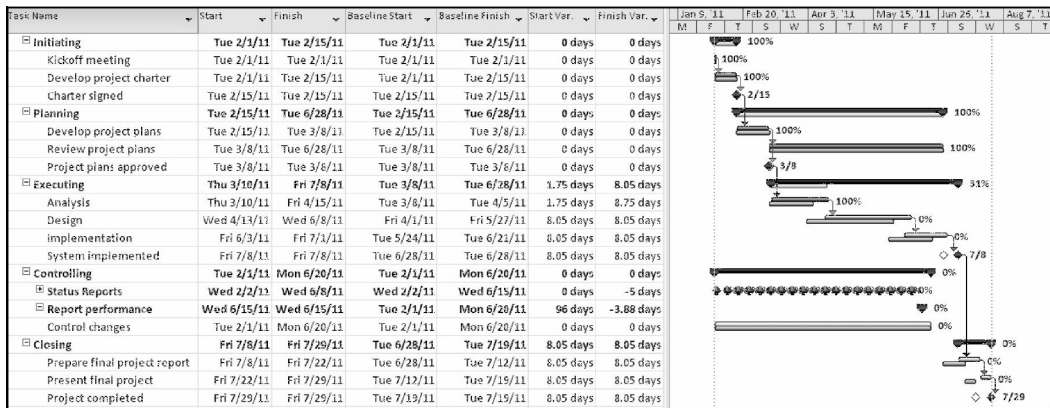 Task Name Start Finish Baseline Start Baseline Finish Start Var. Finish Var. Jan 9, '11 Feb 20, '11 Apr 3, '11 May 15, '11 Jun 26, '11 Aug 7, '11
M F T S W S T M F T S W S T
Initiating Tue 2/1/11 Tue 2/15/11 Tue 2/1/11 Tue 2/15/11 0 days 0 days 100%
Kickoff meeting Tue 2/1/11 Tue 2/1/11 Tue 2/1/11 Tue 2/1/11 0 days 0 days 100%
Develop project charter Tue 2/1/11 Tue 2/15/11 Tue 2/1/11 Tue 2/15/11 0 days 0 days 100%
Charter signed Tue 2/15/11 Tue 2/15/11 Tue 2/15/11 Tue 2/15/11 0 days 0 days 2/15
Planning Tue 2/15/11 Tue 6/28/11 Tue 2/15/11 Tue 6/28/11 0 days 0 days 100%
Develop project plans Tue 2/15/11 Tue 3/8/11 Tue 2/15/11 Tue 3/8/11 0 days 0 days 100%
Review project plans Tue 3/8/11 Tue 6/28/11 Tue 3/8/11 Tue 6/28/11 0 days 0 days 100%
Project plans approved Tue 3/8/11 Tue 3/8/11 Tue 3/8/11 Tue 3/8/11 0 days 0 days 3/8
Executing Thu 3/10/11 Fri 7/8/11 Tue 3/8/11 Tue 6/28/11 1.75 days 8.05 days
Analysis Thu 3/10/11 Fri 4/15/11 Tue 3/8/11 Tue 4/5/11 1.75 days 8.75 days 100%
Design Wed 4/13/11 Wed 6/8/11 Fri 4/1/11 Fri 5/27/11 8.05 days 8.05 days 0%
Implementation Fri 6/3/11 Fri 7/1/11 Tue 5/24/11 Tue 6/21/11 8.05 days 8.05 days 0%
System implemented Fri 7/8/11 Fri 7/8/11 Tue 6/28/11 Tue 6/28/11 8.05 days 8.05 days 7/8
Controlling Tue 2/1/11 Mon 6/20/11 Tue 2/1/11 Mon 6/20/11 0 days 0 days 0%
Status Reports Wed 2/2/11 Wed 6/8/11 Wed 2/2/11 Wed 6/15/11 0 days -5 days 0%
Report performance Wed 6/15/11 Wed 6/15/11 Tue 2/1/11 Mon 6/20/11 96 days -3.88 days 0%
Control changes Tue 2/1/11 Mon 6/20/11 Tue 2/1/11 Mon 6/20/11 0 days 0 days 0%
Closing Fri 7/8/11 Fri 7/29/11 Tue 6/28/11 Tue 7/19/11 8.05 days 8.05 days 0%
Prepare final project report Fri 7/8/11 Fri 7/22/11 Tue 6/28/11 Tue 7/12/11 8.05 days 8.05 days 0%
Present final project Fri 7/22/11 Fri 7/29/11 Tue 7/12/11 Tue 7/19/11 8.05 days 8.05 days 0%
Project completed Fri 7/29/11 Fri 7/29/11 Tue 7/19/11 Tue 7/19/11 8.05 days 8.05 days 7/29